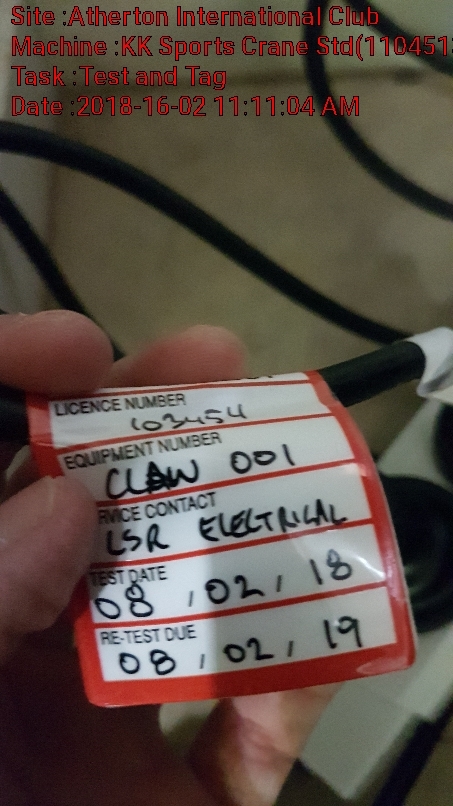 Site :Atherton International Club
Machine :KK Sports Crane Std(110451
Task :Test and Tag
Date :2018-16-02 11:11:04 AM
LICENCE NUMBER
103454
EQUIPMENT NUMBER
CLAW 001
RVICE CONTACT
LSR ELECTRICAL
TEST DATE
08 , 02 , 18
RE-TEST DUE
08 , 02 , 19